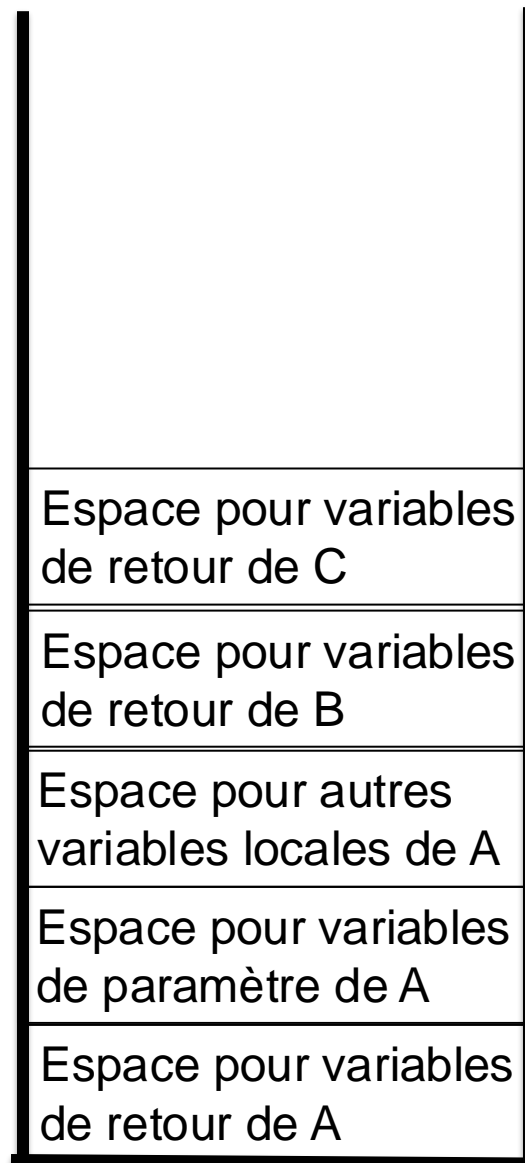 Espace pour variables
de retour de C
Espace pour variables
de retour de B
Espace pour autres
variables locales de A
Espace pour variables
de paramètre de A
Espace pour variables
de retour de A